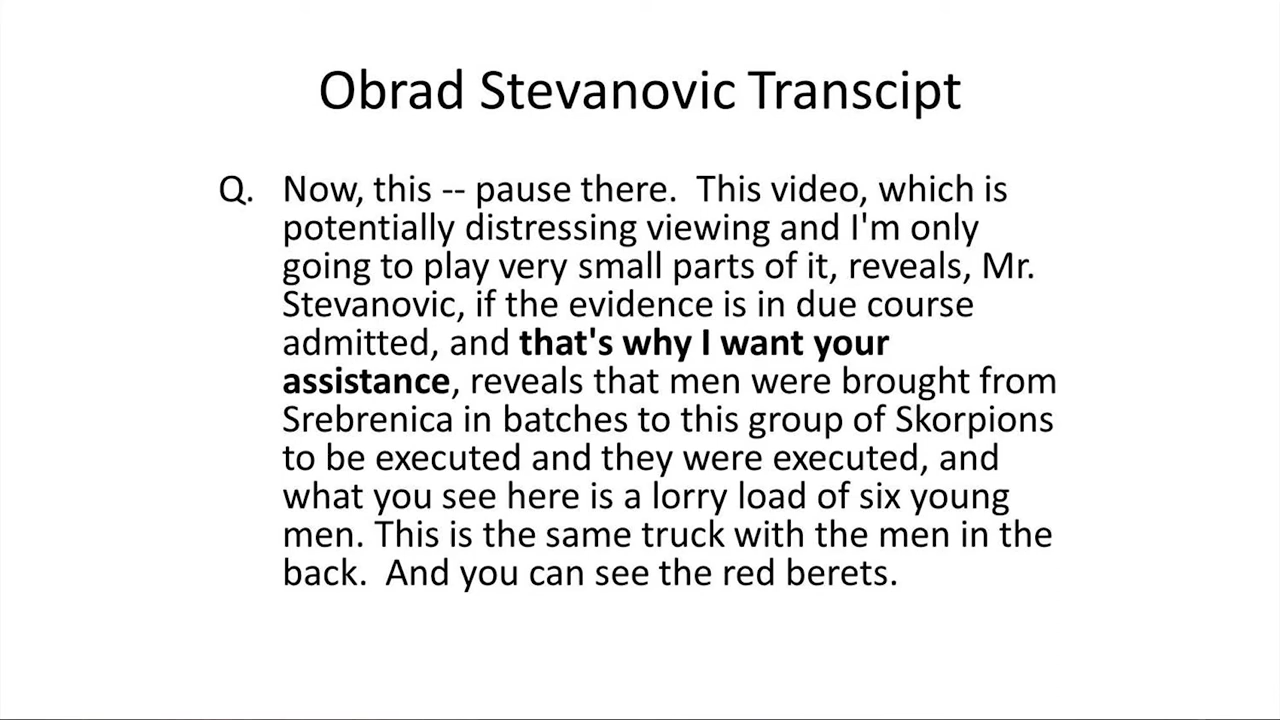 Obrad Stevanovic Transcipt
Q. Now, this -- pause there. This video, which is
potentially distressing viewing and I'm only
going to play very small parts of it, reveals, Mr.
Stevanovic, if the evidence is in due course
admitted, and that's why I want your
assistance, reveals that men were brought from
Srebrenica in batches to this group of Skorpions
to be executed and they were executed, and
what you see here is a lorry load of six young
men. This is the same truck with the men in the
back. And you can see the red berets.